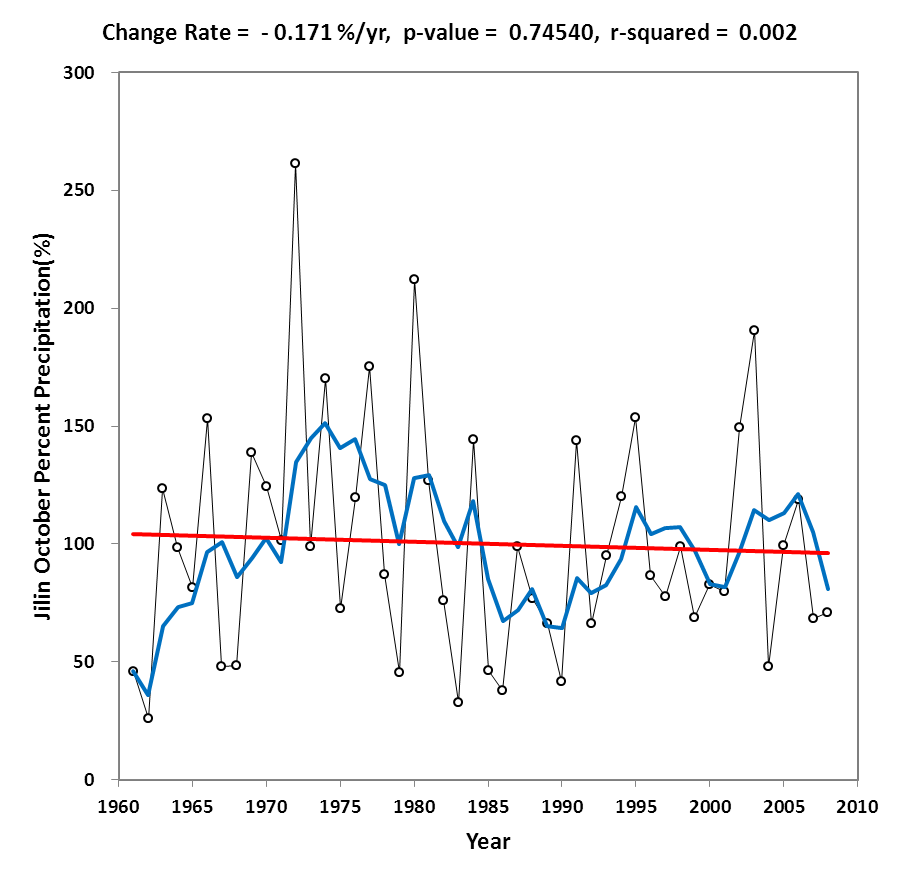 Change Rate = - 0.171 %/yr, p-value = 0.74540, r-squared = 0.002
300
250
200
150
100
50
0
Jilin October Percent Precipitation(%)
1960 1965 1970 1975 1980 1985 1990 1995 2000 2005 2010
Year